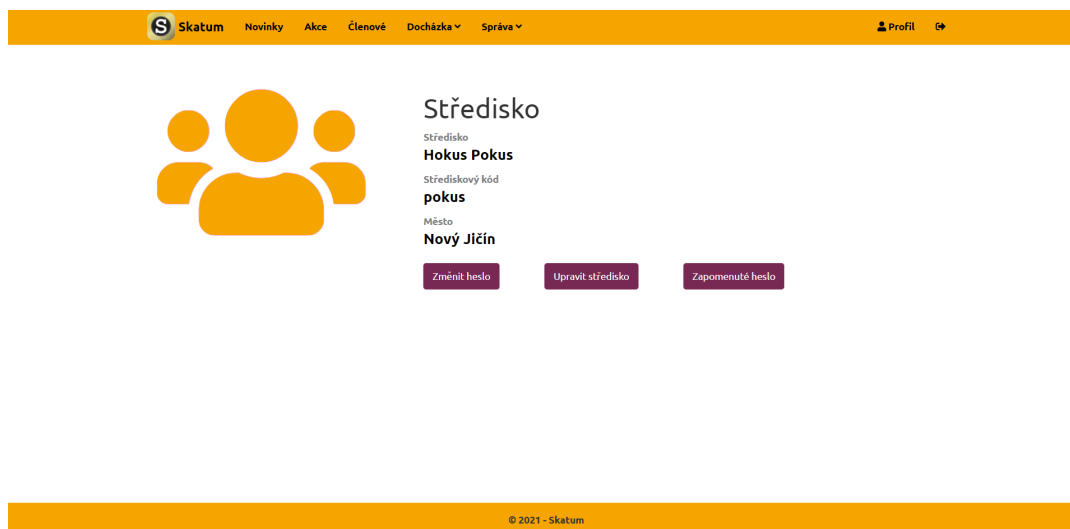 S Skatum Novinky Akce Členové Docházka Správa Profil
Středisko
Středisko
Hokus Pokus
Střediskový kód
pokus
Město
Nový Jičín
Změnit heslo Upravit středisko Zapomenuté heslo
© 2021 - Skatum